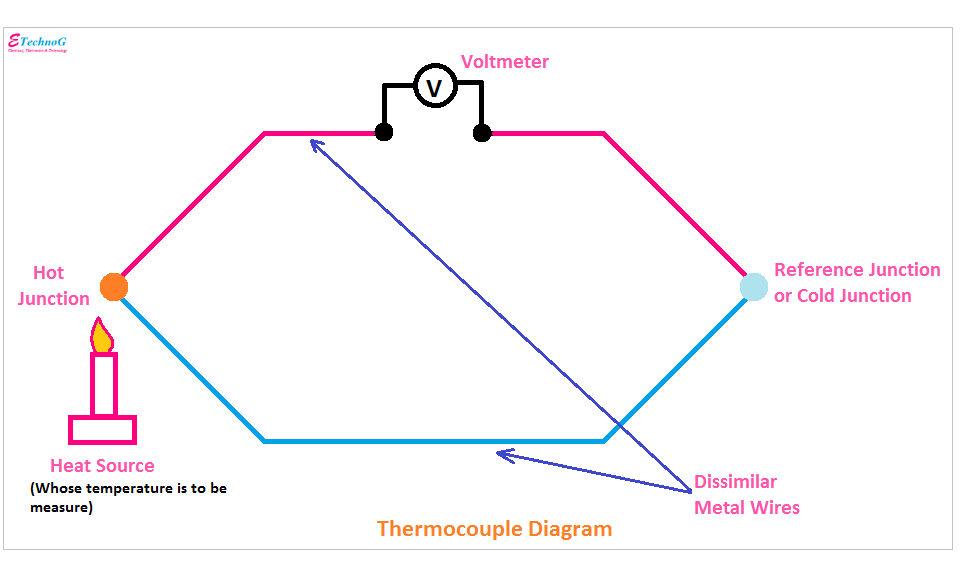 ETechnoG
Electrical, Electronics & Technology
Voltmeter
V
Hot
Junction
Reference Junction
or Cold Junction
Heat Source
(Whose temperature is to be
measure)
Dissimilar
Metal Wires
Thermocouple Diagram